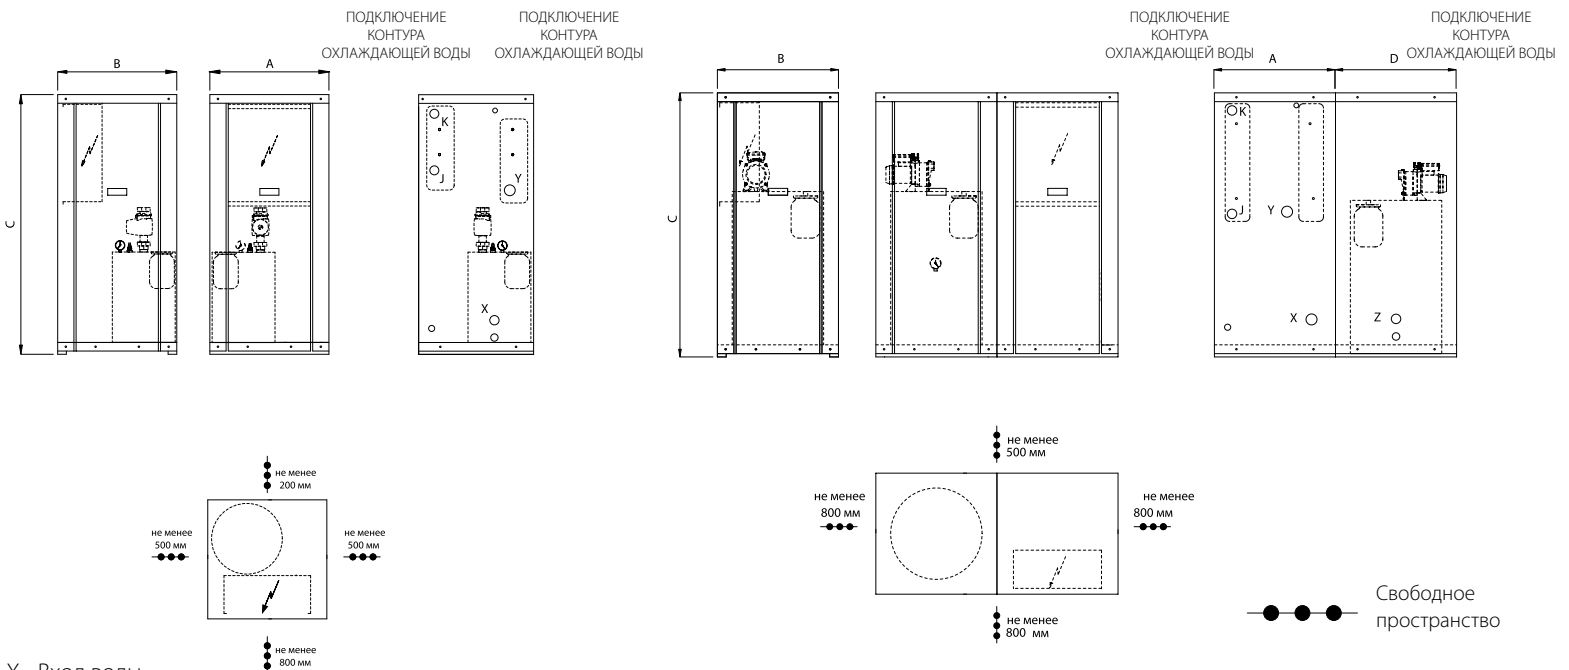 ПОДКЛЮЧЕНИЕ
КОНТУРА
ОХЛАЖДАЮЩЕЙ ВОДЫ
ПОДКЛЮЧЕНИЕ
КОНТУРА
ОХЛАЖДАЮЩЕЙ ВОДЫ
ПОДКЛЮЧЕНИЕ
КОНТУРА
ОХЛАЖДАЮЩЕЙ ВОДЫ
ПОДКЛЮЧЕНИЕ
КОНТУРА
ОХЛАЖДАЮЩЕЙ ВОДЫ
B
A
B
A
D
C
K
J
Y
X
C
K
J
Y
X
Z
не менее
200 мм
не менее
500 мм
не менее
500 мм
не менее
800 мм
не менее
500 мм
не менее
800 мм
не менее
800 мм
не менее
800 мм
Свободное
пространство